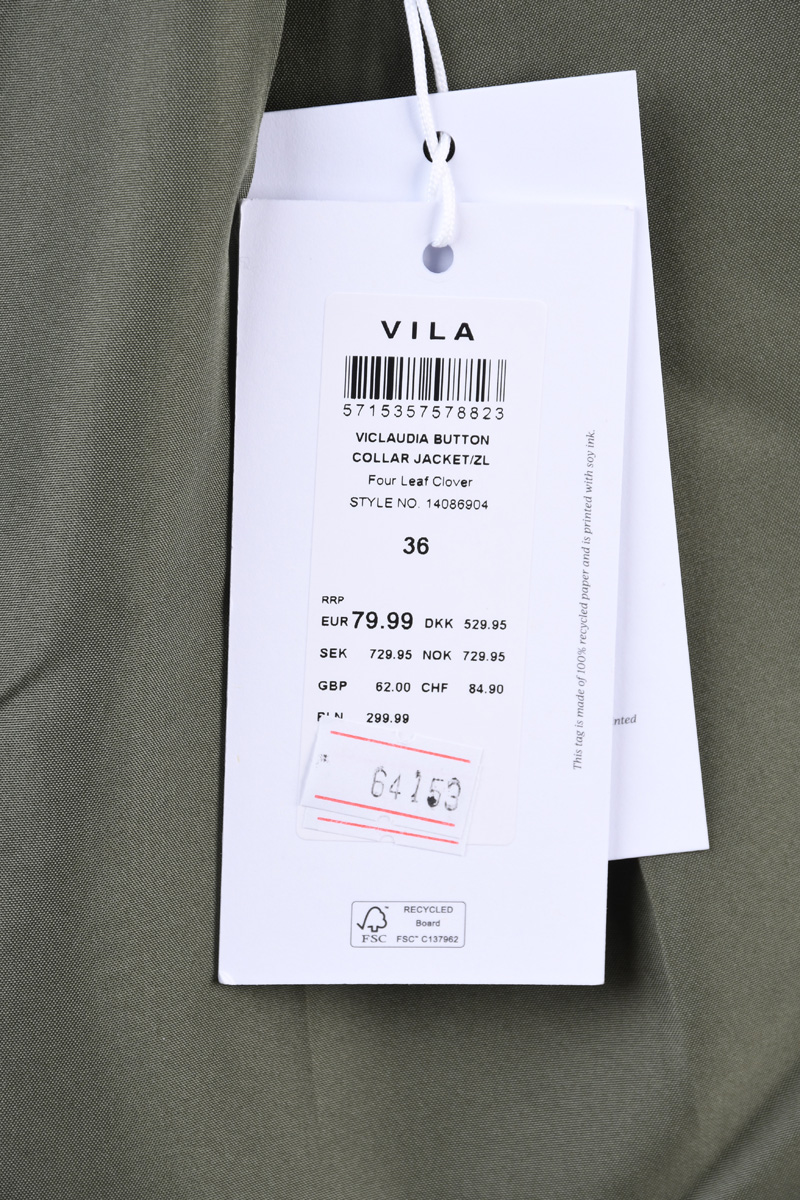 VILA
5715357578823
VICLAUDIA BUTTON
COLLAR JACKET/ZL
Four Leaf Clover
STYLE NO. 14086904
36
RRP
EUR 79.99 DKK 529.95
SEK 729.95 NOK 729.95
GBP 62.00 CHF 84.90
PLN 299.99
64153
RECYCLED
Board
FSC
FSC™ C137962
This tag is made of 100% recycled paper and is printed with soy ink.